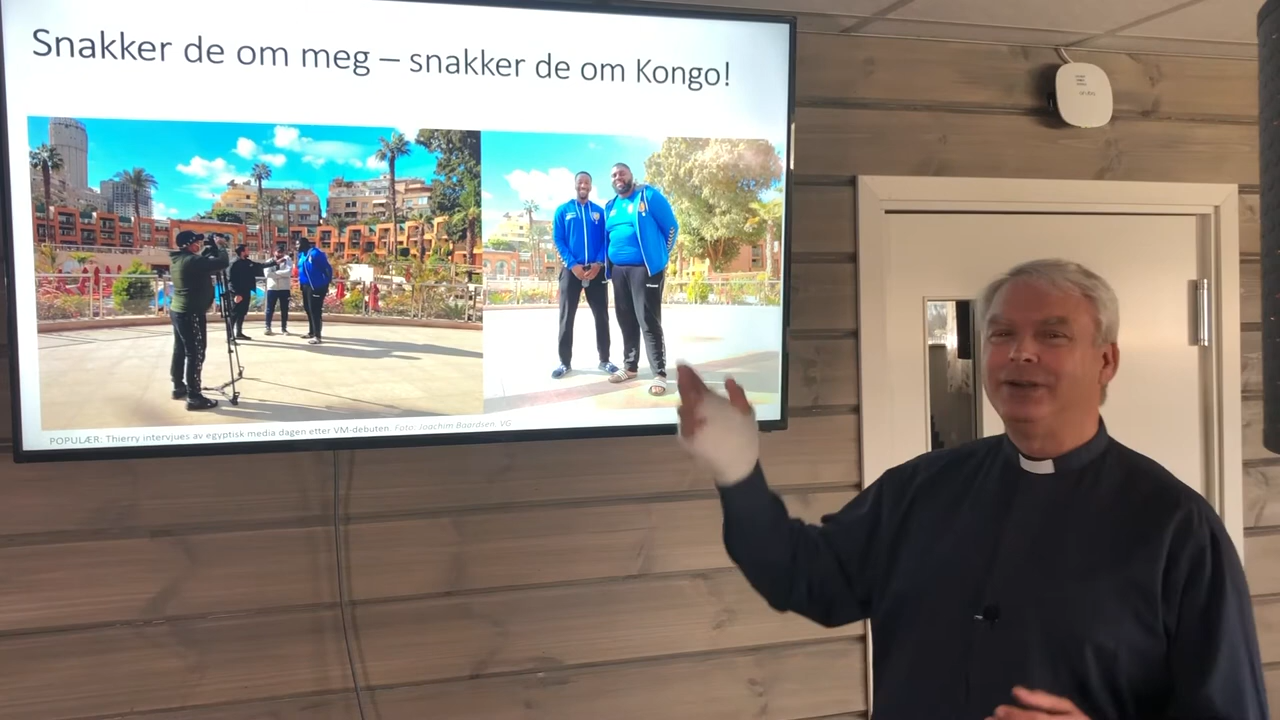 Snakker de om meg – snakker de om Kongo!
POPULÆR: Thierry intervjues av egyptisk media dagen etter VM-debuten. Foto: Joachim Baardsen, VG